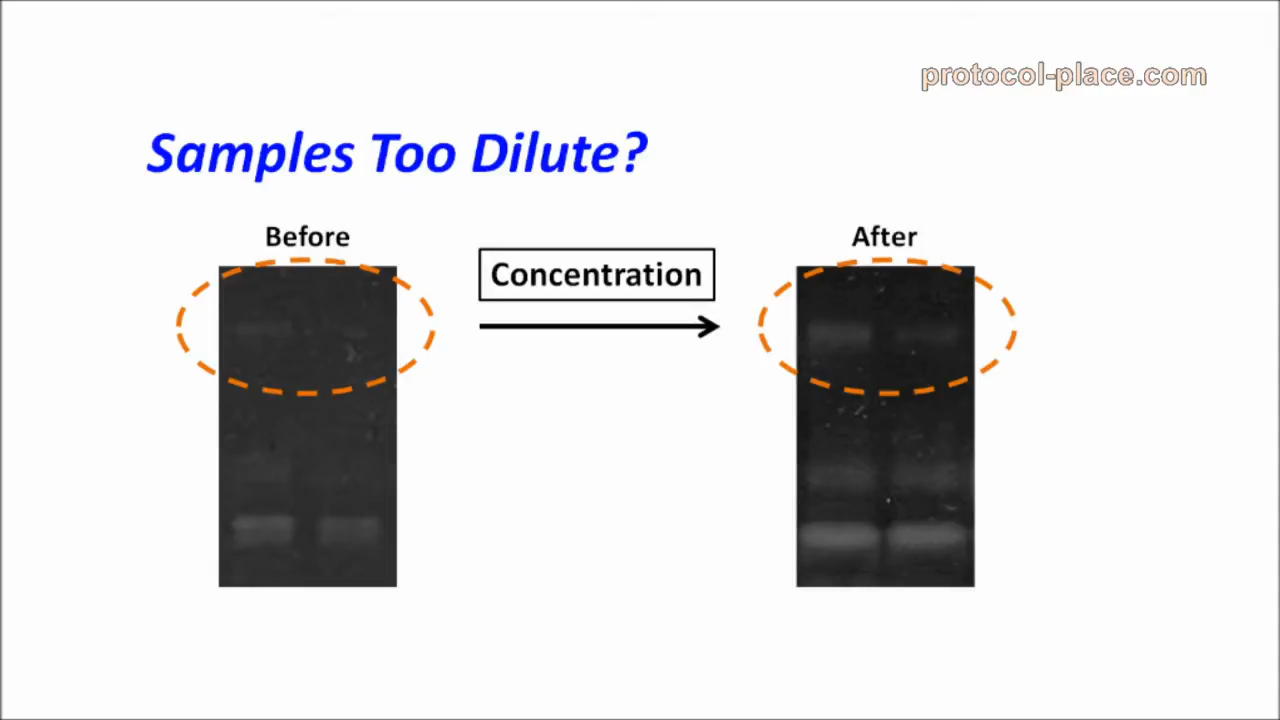 protocol-place.com
Samples Too Dilute?
Before
Concentration
After